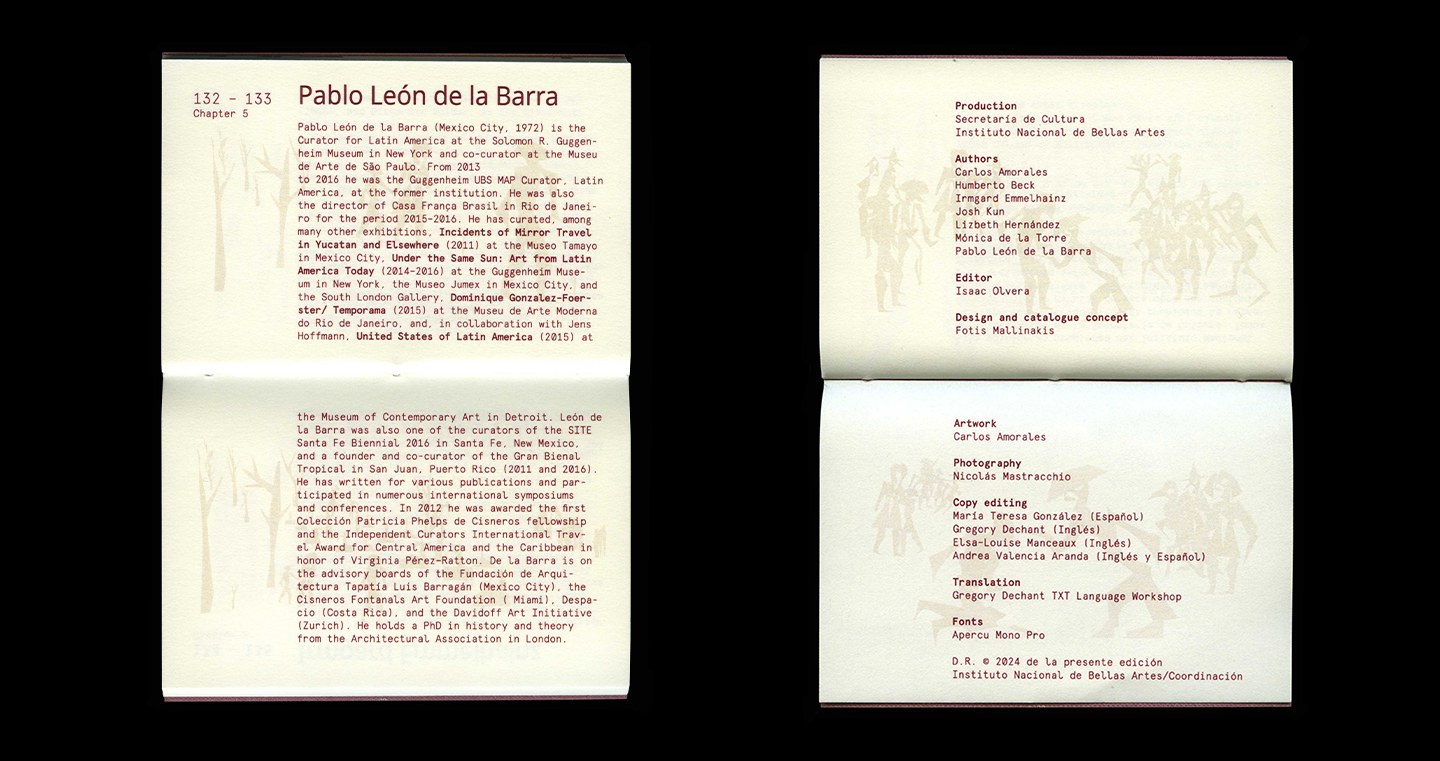 132 – 133
Chapter 5
Pablo León de la Barra
Pablo León de la Barra (Mexico City, 1972) is the
Curator for Latin America at the Solomon R. Guggen-
heim Museum in New York and co-curator at the Museu
de Arte de São Paulo. From 2013
to 2016 he was the Guggenheim UBS MAP Curator, Latin
America, at the former institution. He was also
the director of Casa França Brasil in Rio de Janei-
ro for the period 2015-2016. He has curated, among
many other exhibitions, Incidents of Mirror Travel
in Yucatan and Elsewhere (2011) at the Museo Tamayo
in Mexico City, Under the Same Sun: Art from Latin
America Today (2014-2016) at the Guggenheim Muse-
um in New York, the Museo Jumex in Mexico City, and
the South London Gallery, Dominique Gonzalez-Foer-
ster/ Temporama (2015) at the Museu de Arte Moderna
do Rio de Janeiro, and, in collaboration with Jens
Hoffmann, United States of Latin America (2015) at
the Museum of Contemporary Art in Detroit. León de
la Barra was also one of the curators of the SITE
Santa Fe Biennial 2016 in Santa Fe, New Mexico,
and a founder and co-curator of the Gran Bienal
Tropical in San Juan, Puerto Rico (2011 and 2016).
He has written for various publications and par-
ticipated in numerous international symposiums
and conferences. In 2012 he was awarded the first
Colección Patricia Phelps de Cisneros fellowship
and the Independent Curators International Trav-
el Award for Central America and the Caribbean in
honor of Virginia Pérez-Ratton. De la Barra is on
the advisory boards of the Fundación de Arqui-
tectura Tapatía Luis Barragán (Mexico City), the
Cisneros Fontanals Art Foundation ( Miami), Despa-
cio (Costa Rica), and the Davidoff Art Initiative
(Zurich). He holds a PhD in history and theory
from the Architectural Association in London.
Production
Secretaría de Cultura
Instituto Nacional de Bellas Artes
Authors
Carlos Amorales
Humberto Beck
Irmgard Emmelhainz
Josh Kun
Lizbeth Hernández
Mónica de la Torre
Pablo León de la Barra
Editor
Isaac Olvera
Design and catalogue concept
Fotis Mallinakis
Artwork
Carlos Amorales
Photography
Nicolás Mastracchio
Copy editing
María Teresa González (Español)
Gregory Dechant (Inglés)
Elsa-Louise Manceaux (Inglés)
Andrea Valencia Aranda (Inglés y Español)
Translation
Gregory Dechant TXT Language Workshop
Fonts
Apercu Mono Pro
D.R. © 2024 de la presente edición
Instituto Nacional de Bellas Artes/Coordinación